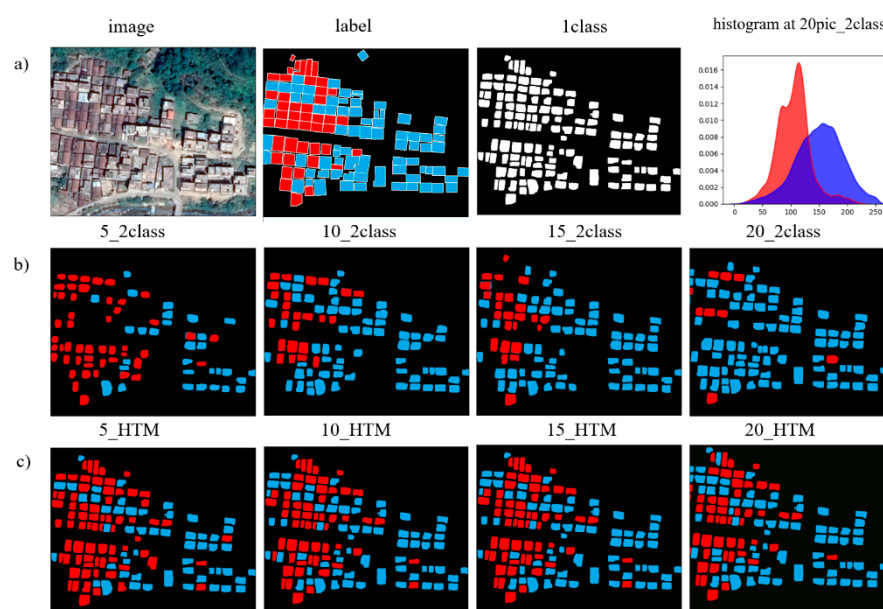 image label 1class histogram at 20pic_2class
a)
0.016
0.014
0.012
0.010
0.008
0.006
0.004
0.002
0.000
0 50 100 150 200 250
5_2class 10_2class 15_2class 20_2class
b)
5_HTM 10_HTM 15_HTM 20_HTM
c)